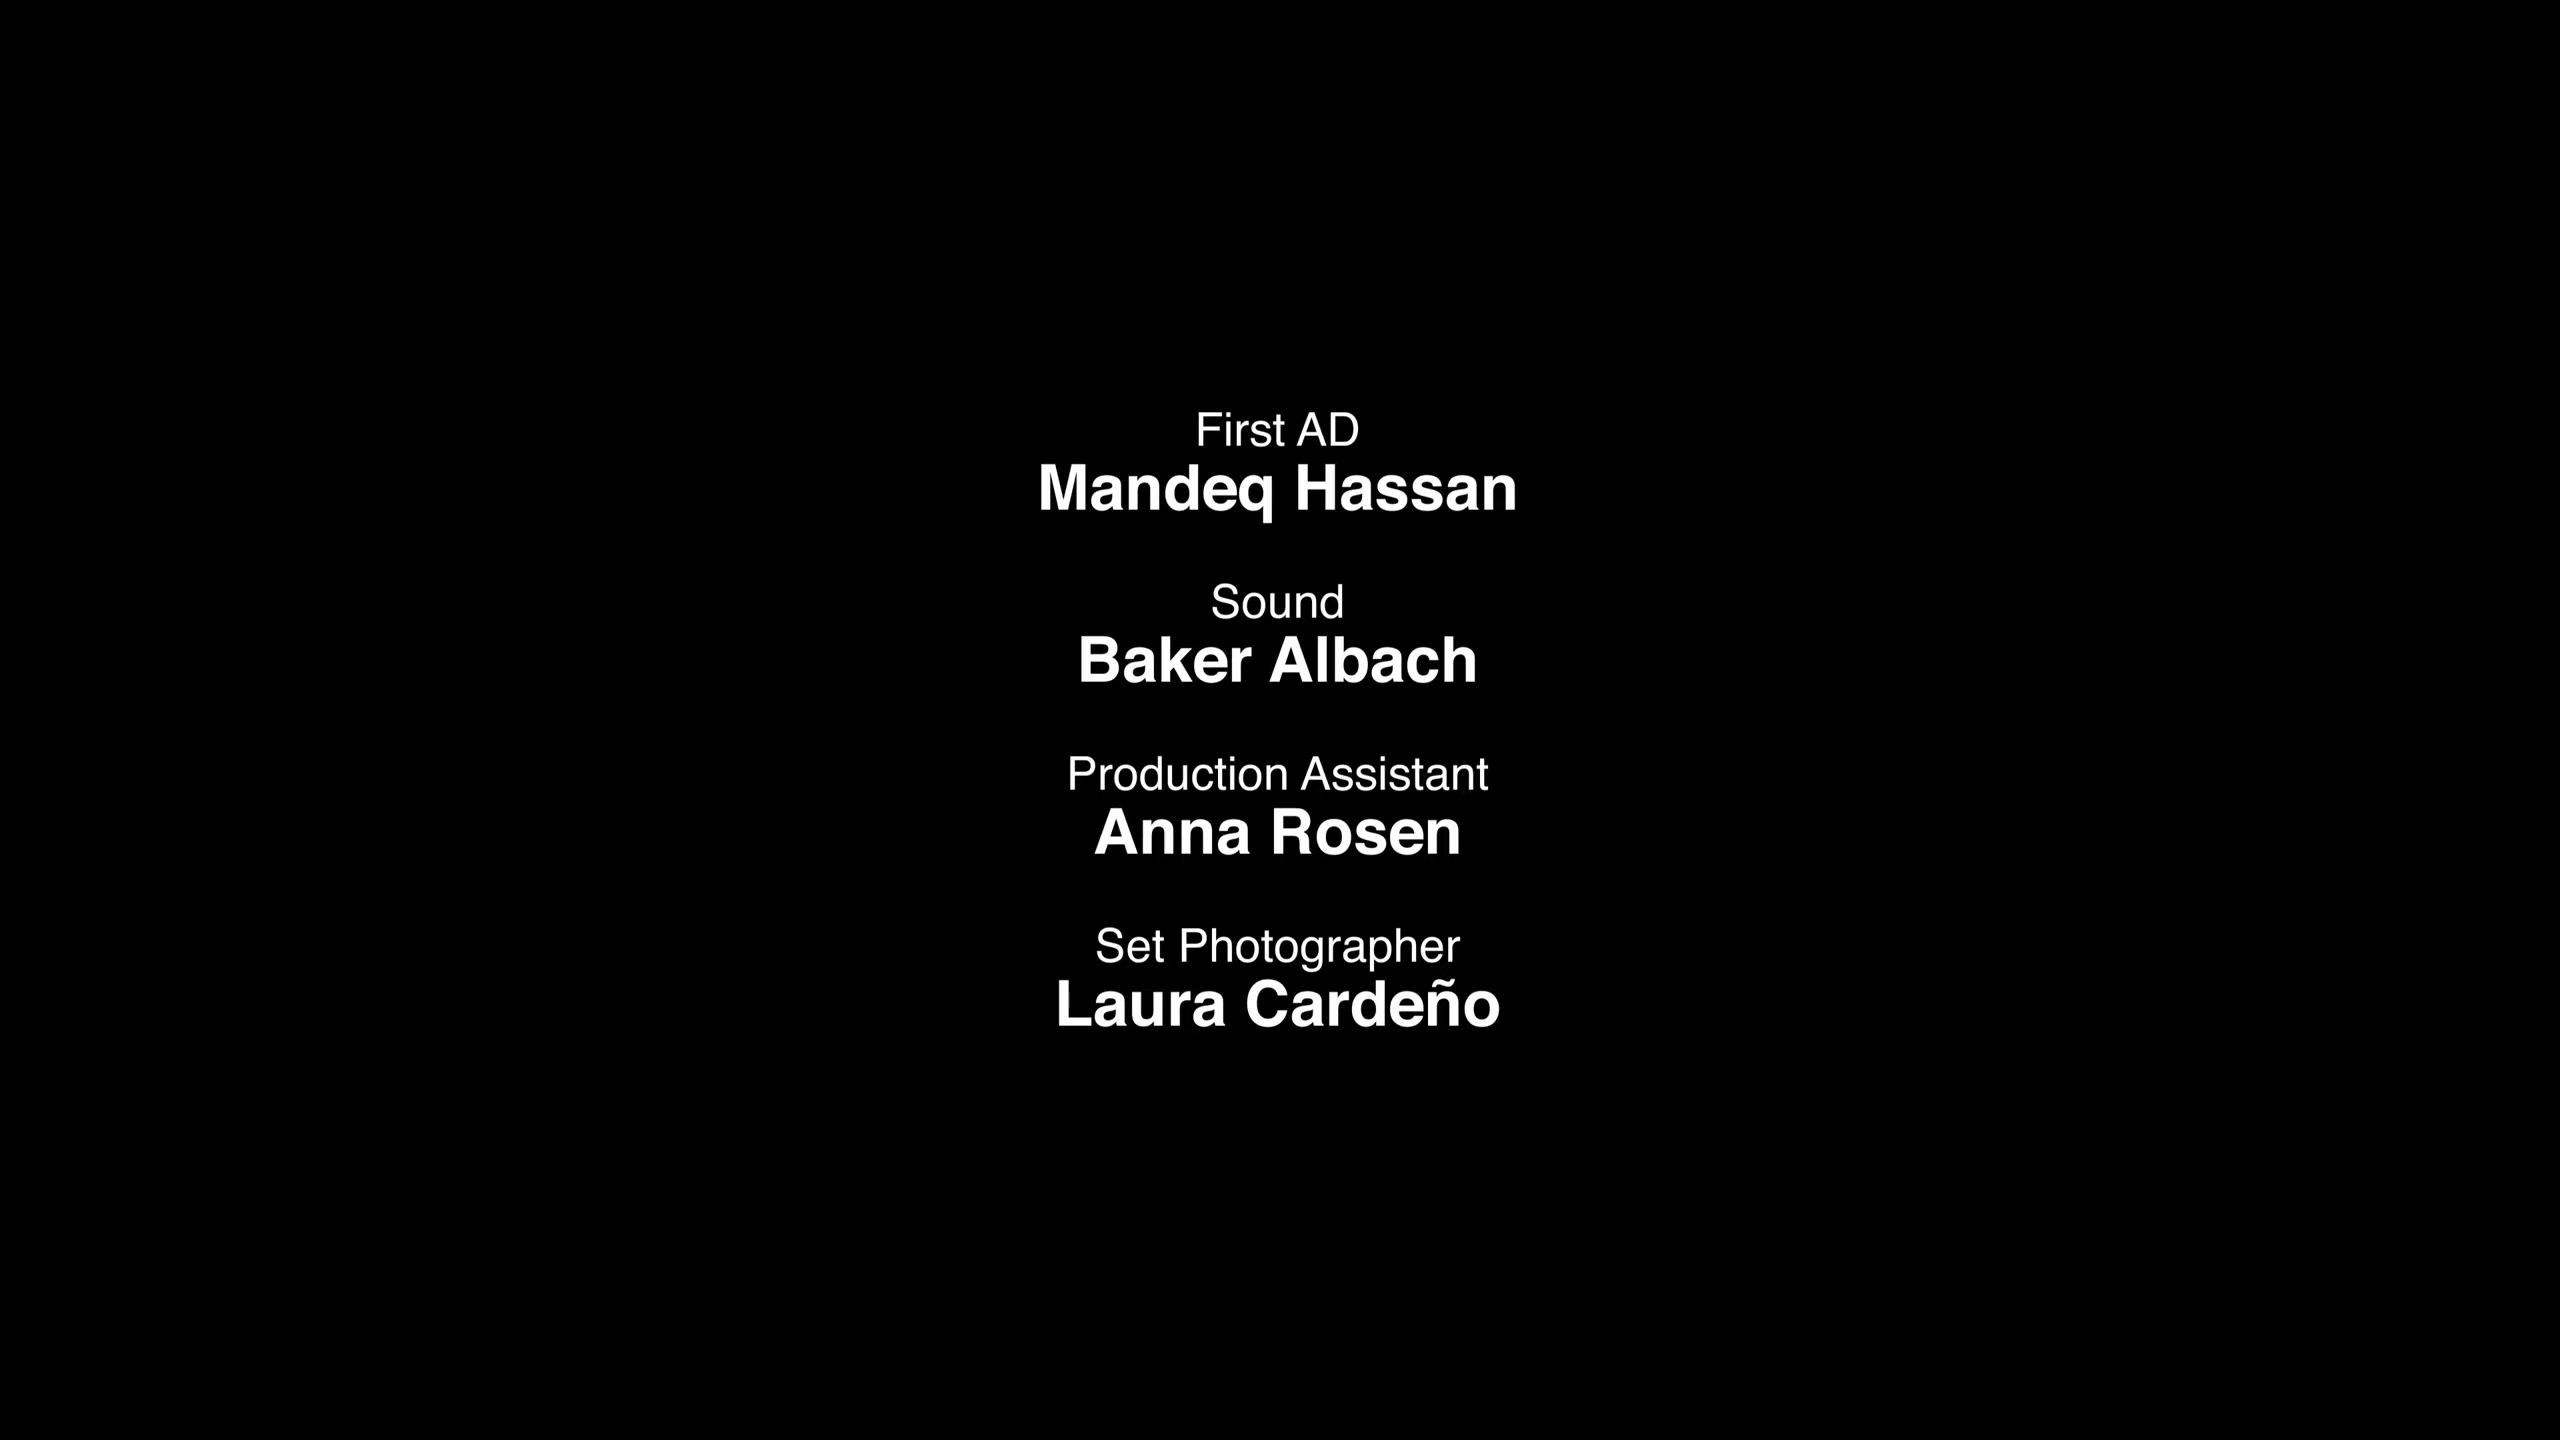 First AD
Mandeq Hassan
Sound
Baker Albach
Production Assistant
Anna Rosen
Set Photographer
Laura Cardeño